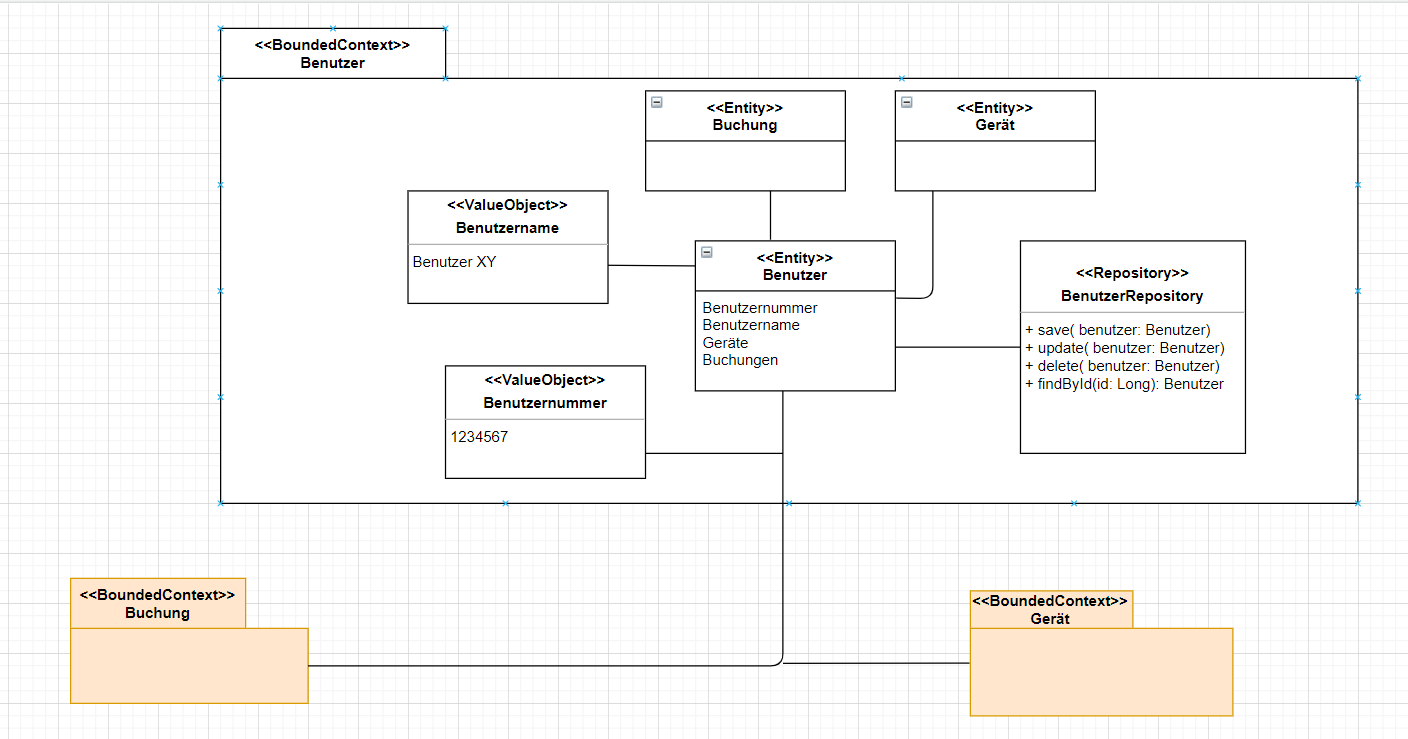 <<BoundedContext>>
Benutzer
<<Entity>>
Buchung
<<Entity>>
Gerät
<<ValueObject>>
Benutzername
Benutzer XY
<<Entity>>
Benutzer
Benutzernummer
Benutzername
Geräte
Buchungen
<<Repository>>
BenutzerRepository
+ save( benutzer: Benutzer)
+ update( benutzer: Benutzer)
+ delete( benutzer: Benutzer)
+ findById(id: Long): Benutzer
<<ValueObject>>
Benutzernummer
1234567
<<BoundedContext>>
Buchung
<<BoundedContext>>
Gerät